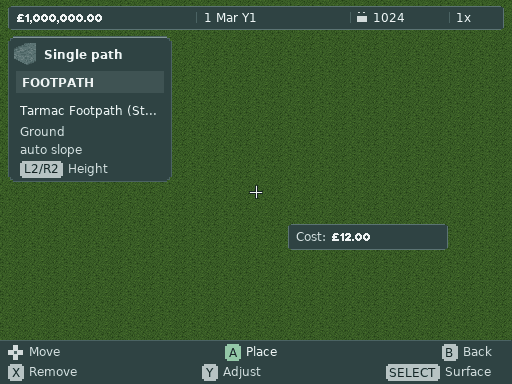 £1,000,000.00 1 Mar Y1 1024 1x
Single path
FOOTPATH
Tarmac Footpath (St...
Ground
auto slope
L2/R2 Height
Cost: £12.00
Move A Place B Back
X Remove Y Adjust SELECT Surface